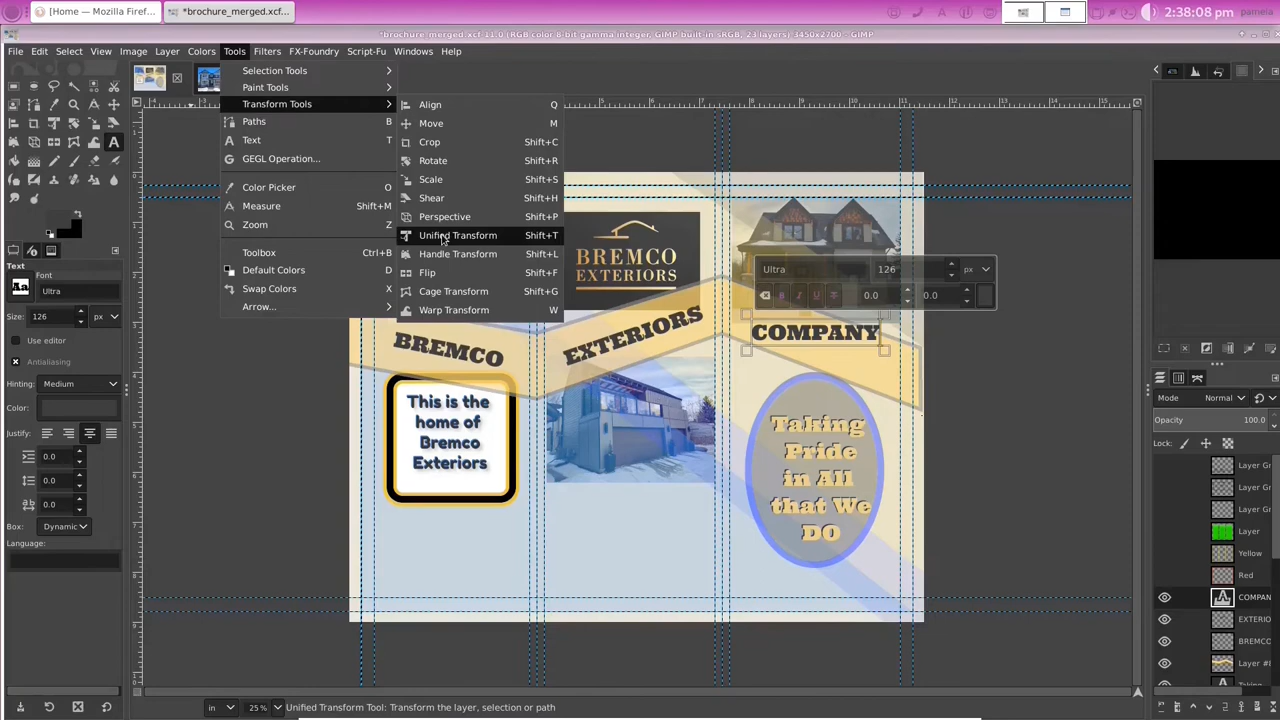 [Home — Mozilla Firef...
*brochure_merged.xcf...
2:38:08 pm
pamela
*brochure-merged.xcf-11.0 (RGB color 8-bit gamma integer, GIMP built-in sRGB, 23 layers) 3450x2700 – GIMP
File Edit Select View Image Layer Colors Tools Filters FX-Foundry Script-Fu Windows Help
Selection Tools
Paint Tools
Transform Tools
Paths B
Text T
GEGL Operation...
Color Picker O
Measure Shift+M
Zoom Z
Toolbox Ctrl+B
Default Colors D
Swap Colors X
Arrow...
Align Q
Move M
Crop Shift+C
Rotate Shift+R
Scale Shift+S
Shear Shift+H
Perspective Shift+P
Unified Transform Shift+T
Handle Transform Shift+L
Flip Shift+F
Cage Transform Shift+G
Warp Transform W
Text
Font
Aa
Ultra
Size: 126 px
Use editor
Antialiasing
Hinting: Medium
Color:
Justify:
0.0
0.0
0.0
Box: Dynamic
Language:
BREMCO
EXTERIORS
Ultra 126 px
0.0 0.0
BREMCO
EXTERIORS
COMPANY
This is the
home of
Bremco
Exteriors
Taking
Pride
in All
that We
DO
Mode Normal
Opacity 100.0
Lock:
Layer Gr
Layer Gr
Layer Gr
Layer
Yellow
Red
COMPAN
EXTERIO
BREMCO
Layer #
Taking
in 25% Unified Transform Tool: Transform the layer, selection or path